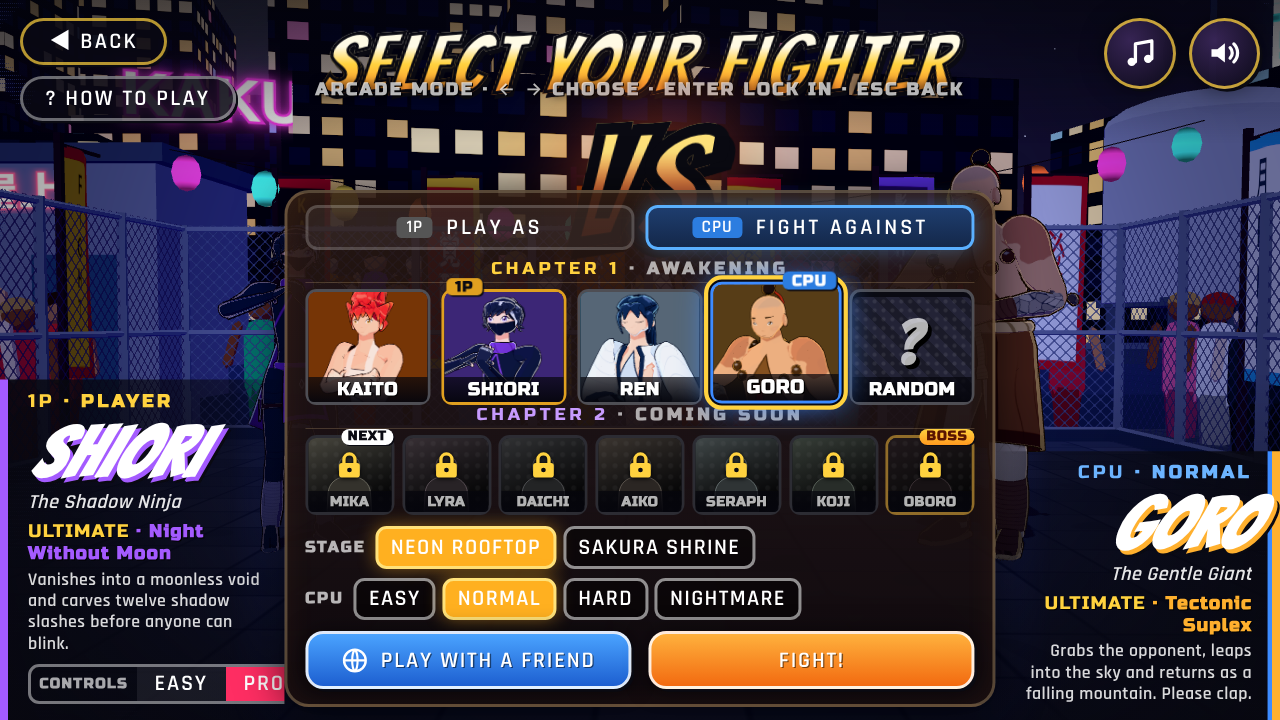 BACK
? HOW TO PLAY
SELECT YOUR FIGHTER
ARCADE MODE · ← → CHOOSE · ENTER LOCK IN · ESC BACK
VS
1P PLAY AS
CPU FIGHT AGAINST
CHAPTER 1 · AWAKENING
1P
CPU
KAITO
SHIORI
REN
GORO
?
RANDOM
CHAPTER 2 · COMING SOON
NEXT
BOSS
MIKA
LYRA
DAICHI
AIKO
SERAPH
KOJI
OBORO
STAGE
NEON ROOFTOP
SAKURA SHRINE
CPU
EASY
NORMAL
HARD
NIGHTMARE
PLAY WITH A FRIEND
FIGHT!
1P · PLAYER
SHIORI
The Shadow Ninja
ULTIMATE · Night
Without Moon
Vanishes into a moonless void
and carves twelve shadow
slashes before anyone can
blink.
CONTROLS
EASY
PRO
CPU · NORMAL
GORO
The Gentle Giant
ULTIMATE · Tectonic
Suplex
Grabs the opponent, leaps
into the sky and returns as a
falling mountain. Please clap.